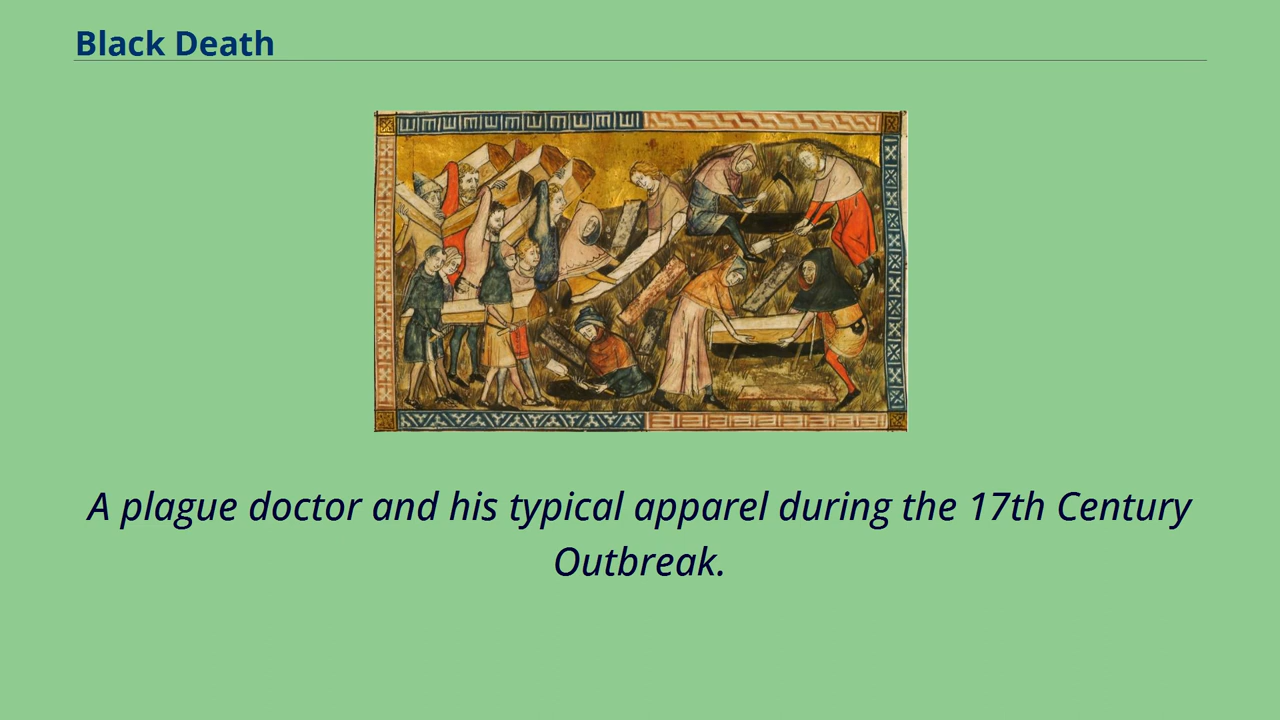 Black Death
A plague doctor and his typical apparel during the 17th Century
Outbreak.